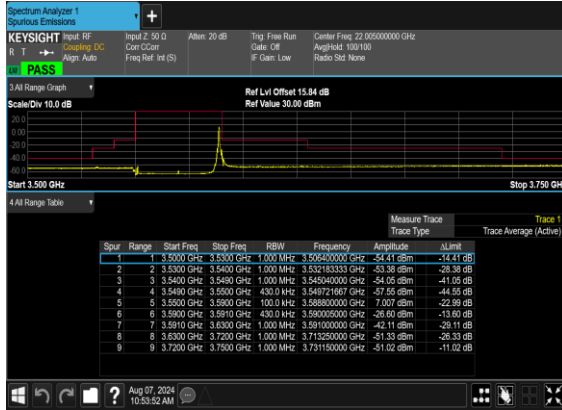 Spectrum Analyzer 1
Spurious Emissions
+
KEYSIGHT Input: RF Input Z: 50 Ω Atten: 20 dB Trig: Free Run Center Freq: 22.005000000 GHz
R T Coupling: DC Corr CCorr Gate: Off Avg|Hold: 100/100
Align: Auto Freq Ref: Int (S) IF Gain: Low Radio Std: None
PASS
3 All Range Graph
Ref Lvl Offset 15.84 dB
Scale/Div 10.0 dB Ref Value 30.00 dBm
20.0
0.00
-20.0
-40.0
-60.0
Start 3.500 GHz Stop 3.750 GH
4 All Range Table
Measure Trace Trace 1
Trace Type Trace Average (Active)
Spur Range Start Freq Stop Freq RBW Frequency Amplitude ΔLimit
1 1 3.5000 GHz 3.5300 GHz 1.000 MHz 3.506400000 GHz -54.41 dBm -14.41 dB
2 2 3.5300 GHz 3.5400 GHz 1.000 MHz 3.532183333 GHz -53.38 dBm -28.38 dB
3 3 3.5400 GHz 3.5490 GHz 1.000 MHz 3.545040000 GHz -54.05 dBm -41.05 dB
4 4 3.5490 GHz 3.5500 GHz 430.0 kHz 3.549721667 GHz -57.55 dBm -44.55 dB
5 5 3.5500 GHz 3.5900 GHz 100.0 kHz 3.588800000 GHz 7.007 dBm -22.99 dB
6 6 3.5900 GHz 3.5910 GHz 430.0 kHz 3.590005000 GHz -26.60 dBm -13.60 dB
7 7 3.5910 GHz 3.6300 GHz 1.000 MHz 3.591000000 GHz -42.11 dBm -29.11 dB
8 8 3.6300 GHz 3.7200 GHz 1.000 MHz 3.713250000 GHz -51.33 dBm -26.33 dB
9 9 3.7200 GHz 3.7500 GHz 1.000 MHz 3.731150000 GHz -51.02 dBm -11.02 dB
? Aug 07, 2024
10:53:52 AM